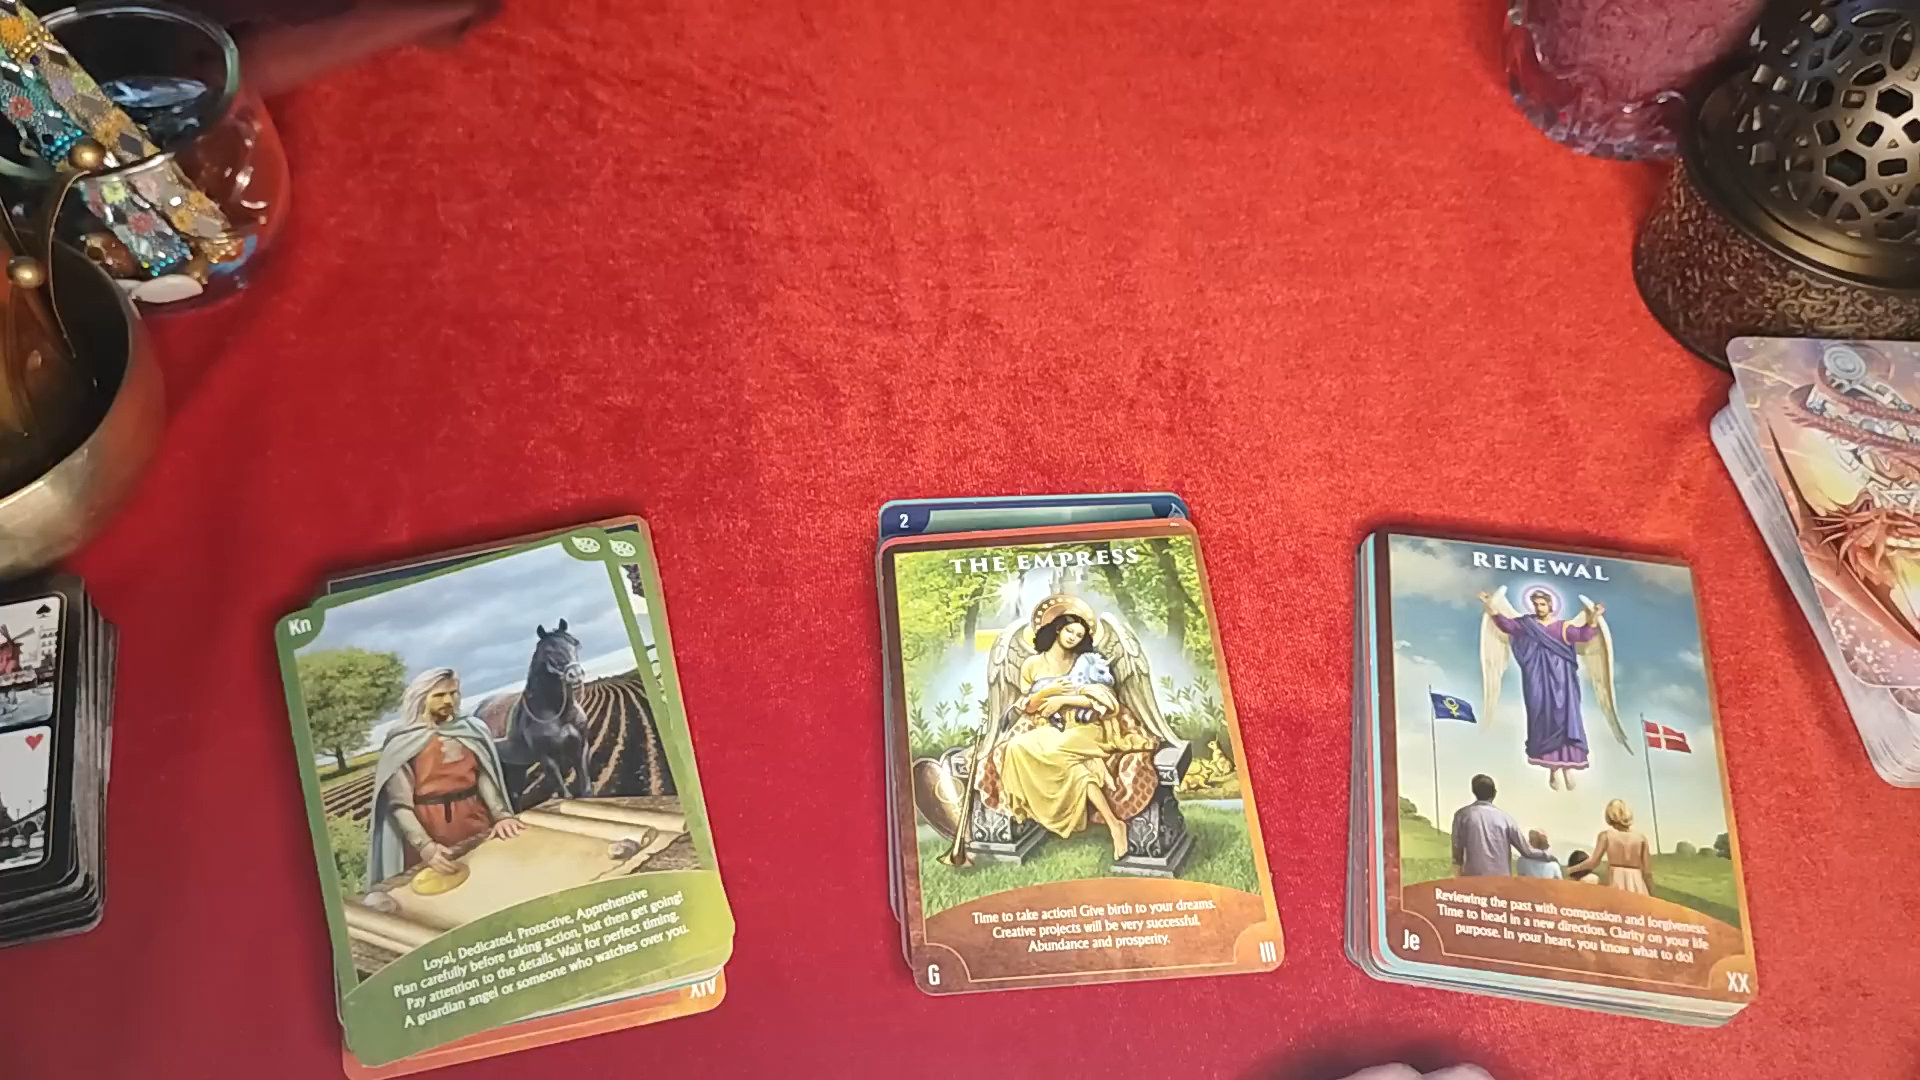 Kn
Loyal, Dedicated, Protective, Apprehensive
Plan carefully before taking action, but then get going!
Pay attention to the details. Wait for perfect timing.
A guardian angel or someone who watches over you.
XIV
2
THE EMPRESS
Time to take action! Give birth to your dreams.
Creative projects will be very successful.
Abundance and prosperity.
G
III
RENEWAL
Reviewing the past with compassion and forgiveness.
Time to head in a new direction. Clarity on your life
purpose. In your heart, you know what to do!
Je
XX